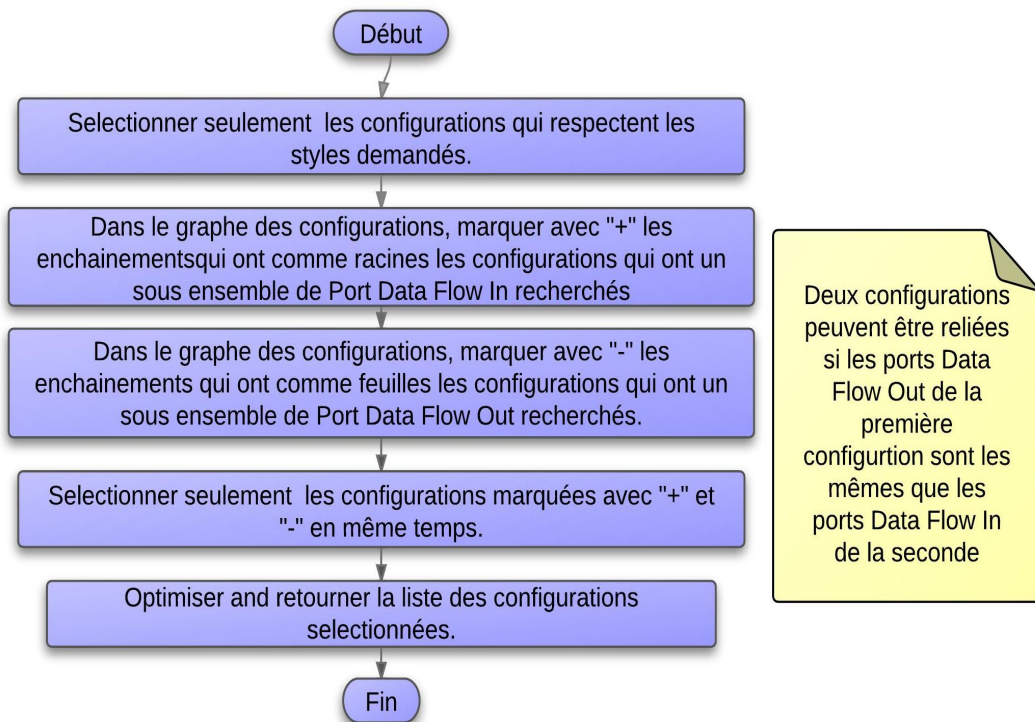 Début
Selectionner seulement les configurations qui respectent les
styles demandés.
Dans le graphe des configurations, marquer avec "+" les
enchainementsqui ont comme racines les configurations qui ont un
sous ensemble de Port Data Flow In recherchés
Dans le graphe des configurations, marquer avec "-" les
enchainements qui ont comme feuilles les configurations qui ont un
sous ensemble de Port Data Flow Out recherchés.
Selectionner seulement les configurations marquées avec "+" et
"-" en même temps.
Optimiser and retourner la liste des configurations
selectionnées.
Fin
Deux configurations
peuvent être reliées
si les ports Data
Flow Out de la
première
configurtion sont les
mêmes que les
ports Data Flow In
de la seconde